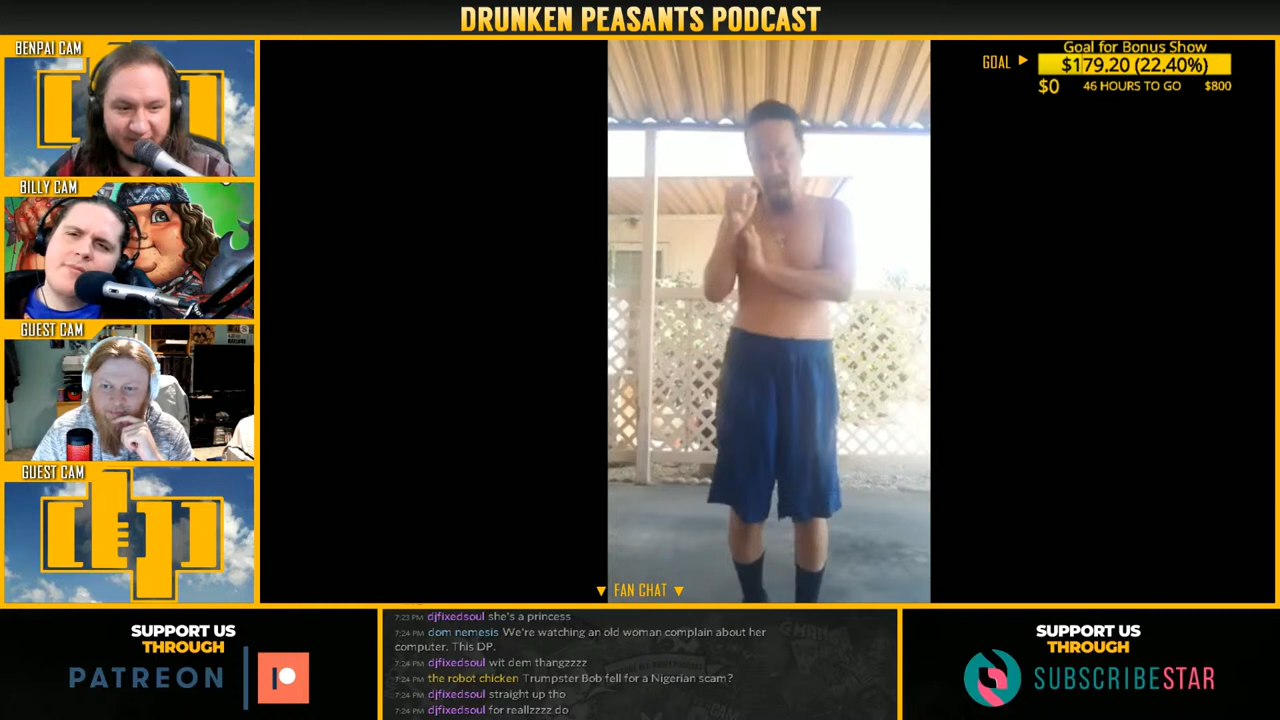 DRUNKEN PEASANTS PODCAST
BENPAI CAM
BILLY CAM
GUEST CAM
GUEST CAM
Goal for Bonus Show
GOAL ► $179.20 (22.40%)
$0 46 HOURS TO GO $800
▼ FAN CHAT ▼
7:23 PM djfixedsoul she's a princess
7:24 PM dom nemesis We're watching an old woman complain about her
computer. This DP.
7:24 PM djfixedsoul wit dem thangzzzz
7:24 PM the robot chicken Trumpster Bob fell for a Nigerian scam?
7:24 PM djfixedsoul straight up tho
7:24 PM djfixedsoul for reallzzzz do
SUPPORT US
THROUGH
PATREON
SUPPORT US
THROUGH
SUBSCRIBESTAR